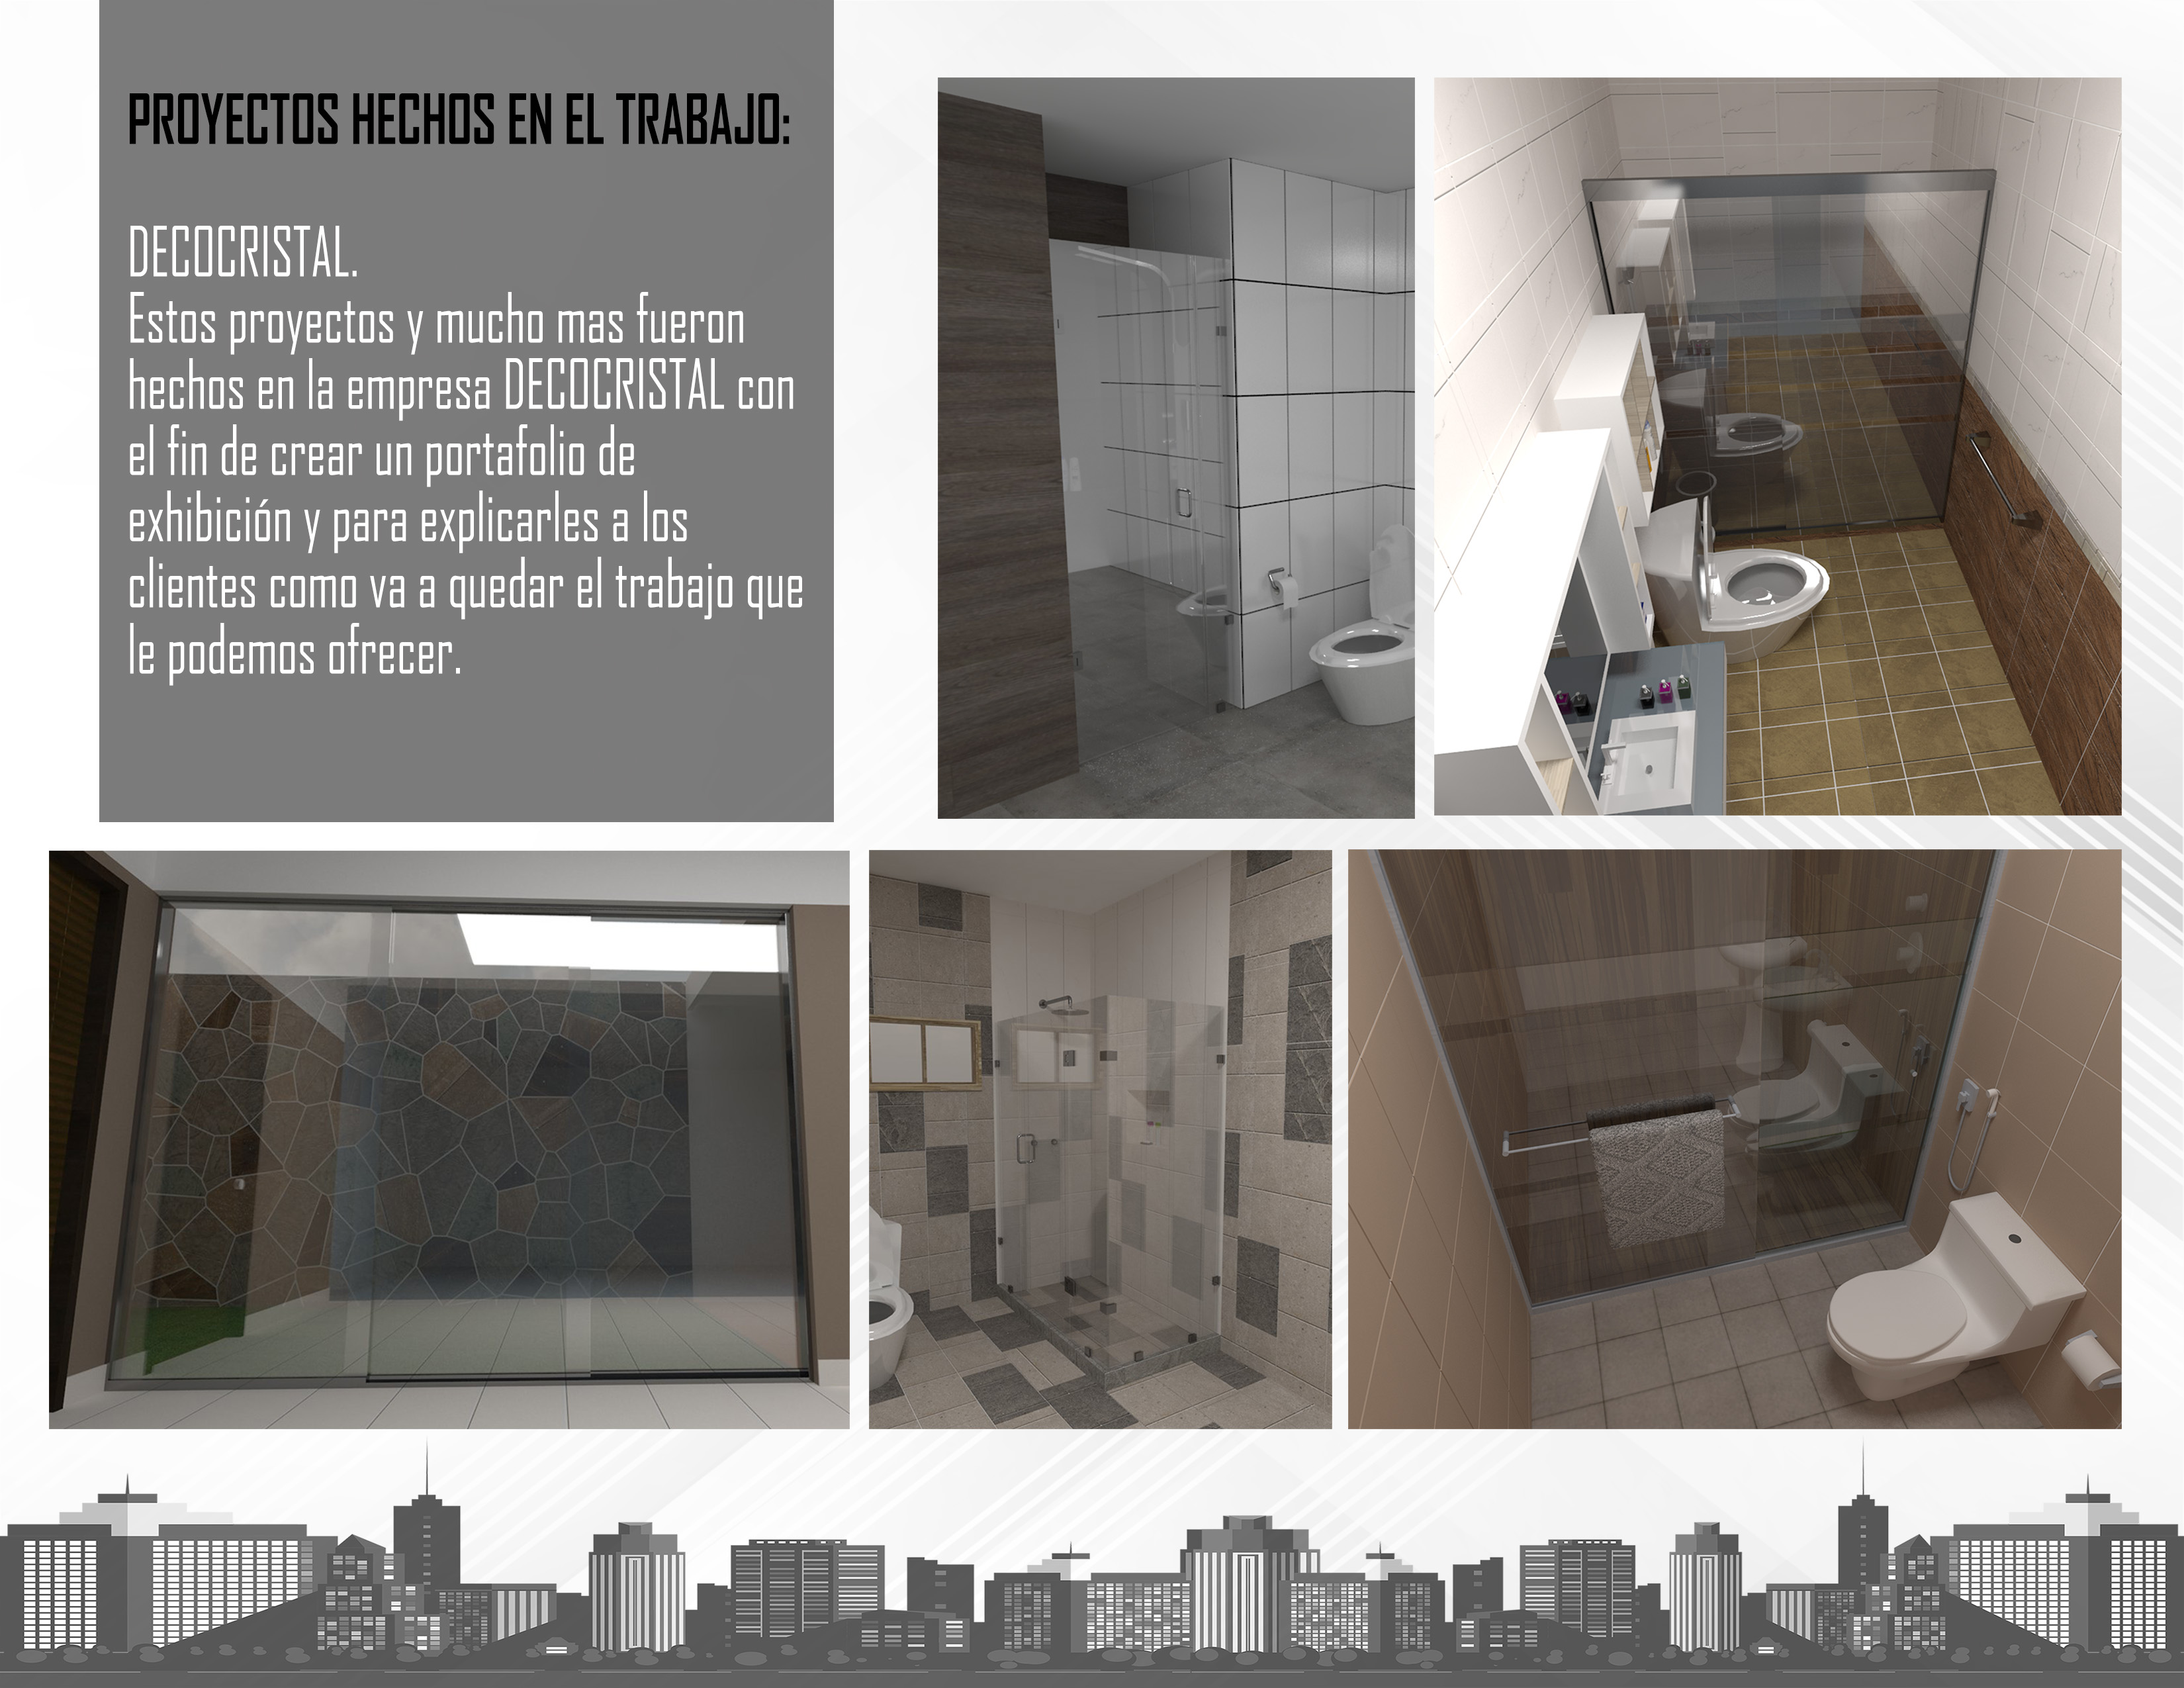 PROYECTOS HECHOS EN EL TRABAJO:
DECOCRISTAL.
Estos proyectos y mucho mas fueron
hechos en la empresa DECOCRISTAL con
el fin de crear un portafolio de
exhibición y para explicarles a los
clientes como va a quedar el trabajo que
le podemos ofrecer.